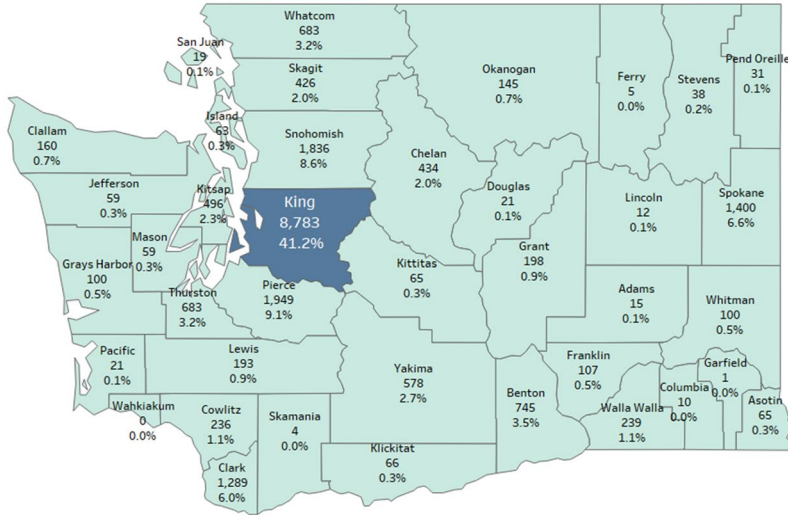 Whatcom
683
3.2%
San Juan
19
0.1%
Skagit
426
2.0%
Okanogan
145
0.7%
Ferry
5
0.0%
Stevens
38
0.2%
Pend Oreille
31
0.1%
Island
63
0.3%
Clallam
160
0.7%
Snohomish
1,836
8.6%
Chelan
434
2.0%
Douglas
21
0.1%
Jefferson
59
0.3%
Kitsap
496
2.3%
King
8,783
41.2%
Lincoln
12
0.1%
Spokane
1,400
6.6%
Mason
59
0.3%
Grant
198
0.9%
Grays Harbor
100
0.5%
Kittitas
65
0.3%
Thurston
683
3.2%
Pierce
1,949
9.1%
Adams
15
0.1%
Whitman
100
0.5%
Pacific
21
0.1%
Lewis
193
0.9%
Yakima
578
2.7%
Franklin
107
0.5%
Garfield
1
0.0%
Benton
745
3.5%
Columbia
10
0.0%
Wahkiakum
0
0.0%
Cowlitz
236
1.1%
Skamania
4
0.0%
Walla Walla
239
1.1%
Asotin
65
0.3%
Klickitat
66
0.3%
Clark
1,289
6.0%